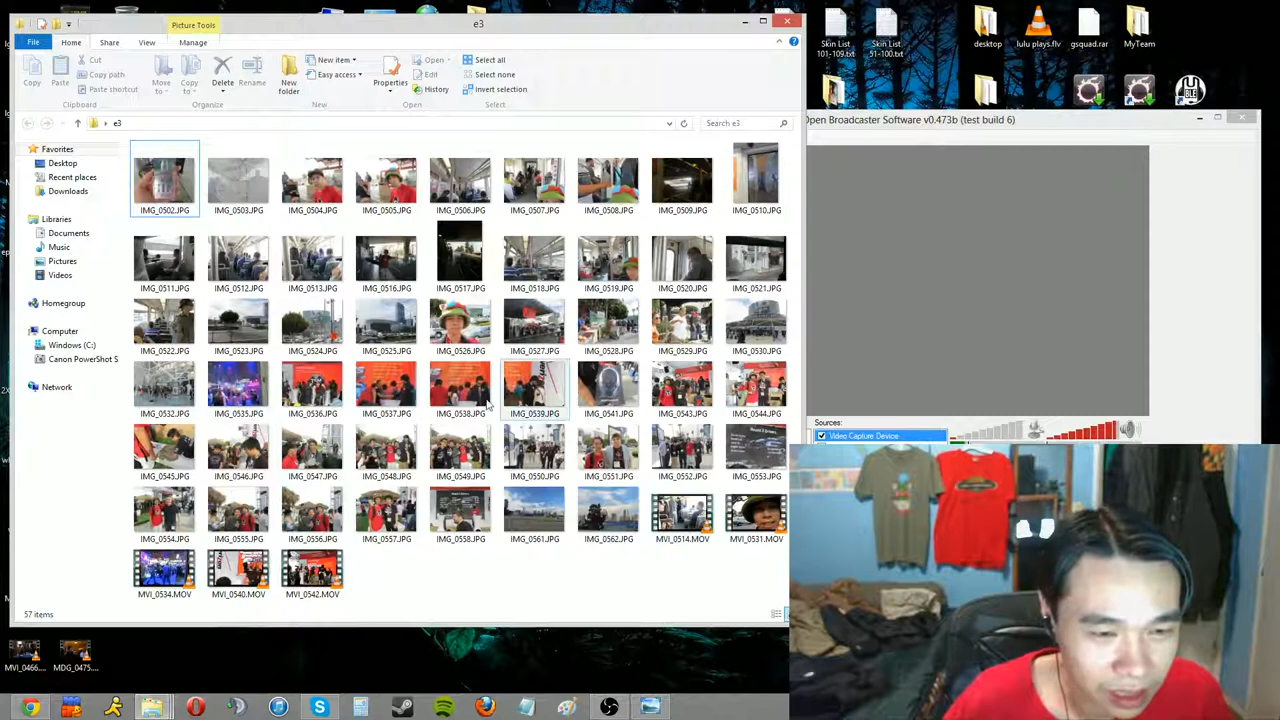 Picture Tools
e3
File
Home
Share
View
Manage
Copy
Paste
Cut
Copy path
Paste shortcut
Clipboard
Move to
Copy to
Delete
Rename
Organize
New folder
New item
Easy access
New
Properties
Open
Edit
History
Open
Select all
Select none
Invert selection
Select
e3
Search e3
Favorites
Desktop
Recent places
Downloads
Libraries
Documents
Music
Pictures
Videos
Homegroup
Computer
Windows (C:)
Canon PowerShot S
Network
IMG_0502.JPG IMG_0503.JPG IMG_0504.JPG IMG_0505.JPG IMG_0506.JPG IMG_0507.JPG IMG_0508.JPG IMG_0509.JPG IMG_0510.JPG
IMG_0511.JPG IMG_0512.JPG IMG_0513.JPG IMG_0516.JPG IMG_0517.JPG IMG_0518.JPG IMG_0519.JPG IMG_0520.JPG IMG_0521.JPG
IMG_0522.JPG IMG_0523.JPG IMG_0524.JPG IMG_0525.JPG IMG_0526.JPG IMG_0527.JPG IMG_0528.JPG IMG_0529.JPG IMG_0530.JPG
IMG_0532.JPG IMG_0535.JPG IMG_0536.JPG IMG_0537.JPG IMG_0538.JPG IMG_0539.JPG IMG_0541.JPG IMG_0543.JPG IMG_0544.JPG
IMG_0545.JPG IMG_0546.JPG IMG_0547.JPG IMG_0548.JPG IMG_0549.JPG IMG_0550.JPG IMG_0551.JPG IMG_0552.JPG IMG_0553.JPG
IMG_0554.JPG IMG_0555.JPG IMG_0556.JPG IMG_0557.JPG IMG_0558.JPG IMG_0561.JPG IMG_0562.JPG MVI_0514.MOV MVI_0531.MOV
MVI_0534.MOV MVI_0540.MOV MVI_0542.MOV
57 items
MVI_0466.... MDG_0475....
Skin List 101-109.txt
Skin List 51-100.txt
desktop
lulu plays.flv
gsquad.rar
MyTeam
Open Broadcaster Software v0.473b (test build 6)
Sources:
Video Capture Device